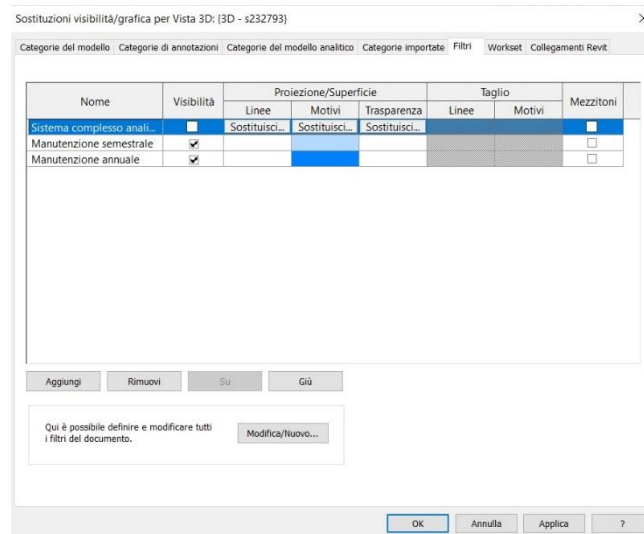 Sostituzioni visibilità/grafica per Vista 3D: {3D - s232793}
Categorie del modello Categorie di annotazioni Categorie del modello analitico Categorie importate Filtri Workset Collegamenti Revit
Nome Visibilità Proiezione/Superficie Taglio Mezzitoni
Linee Motivi Trasparenza Linee Motivi
Sistema complesso anali... Sostituisci... Sostituisci... Sostituisci...
Manutenzione semestrale
Manutenzione annuale
Aggiungi Rimuovi Su Giù
Qui è possibile definire e modificare tutti
i filtri del documento.
Modifica/Nuovo...
OK Annulla Applica ?